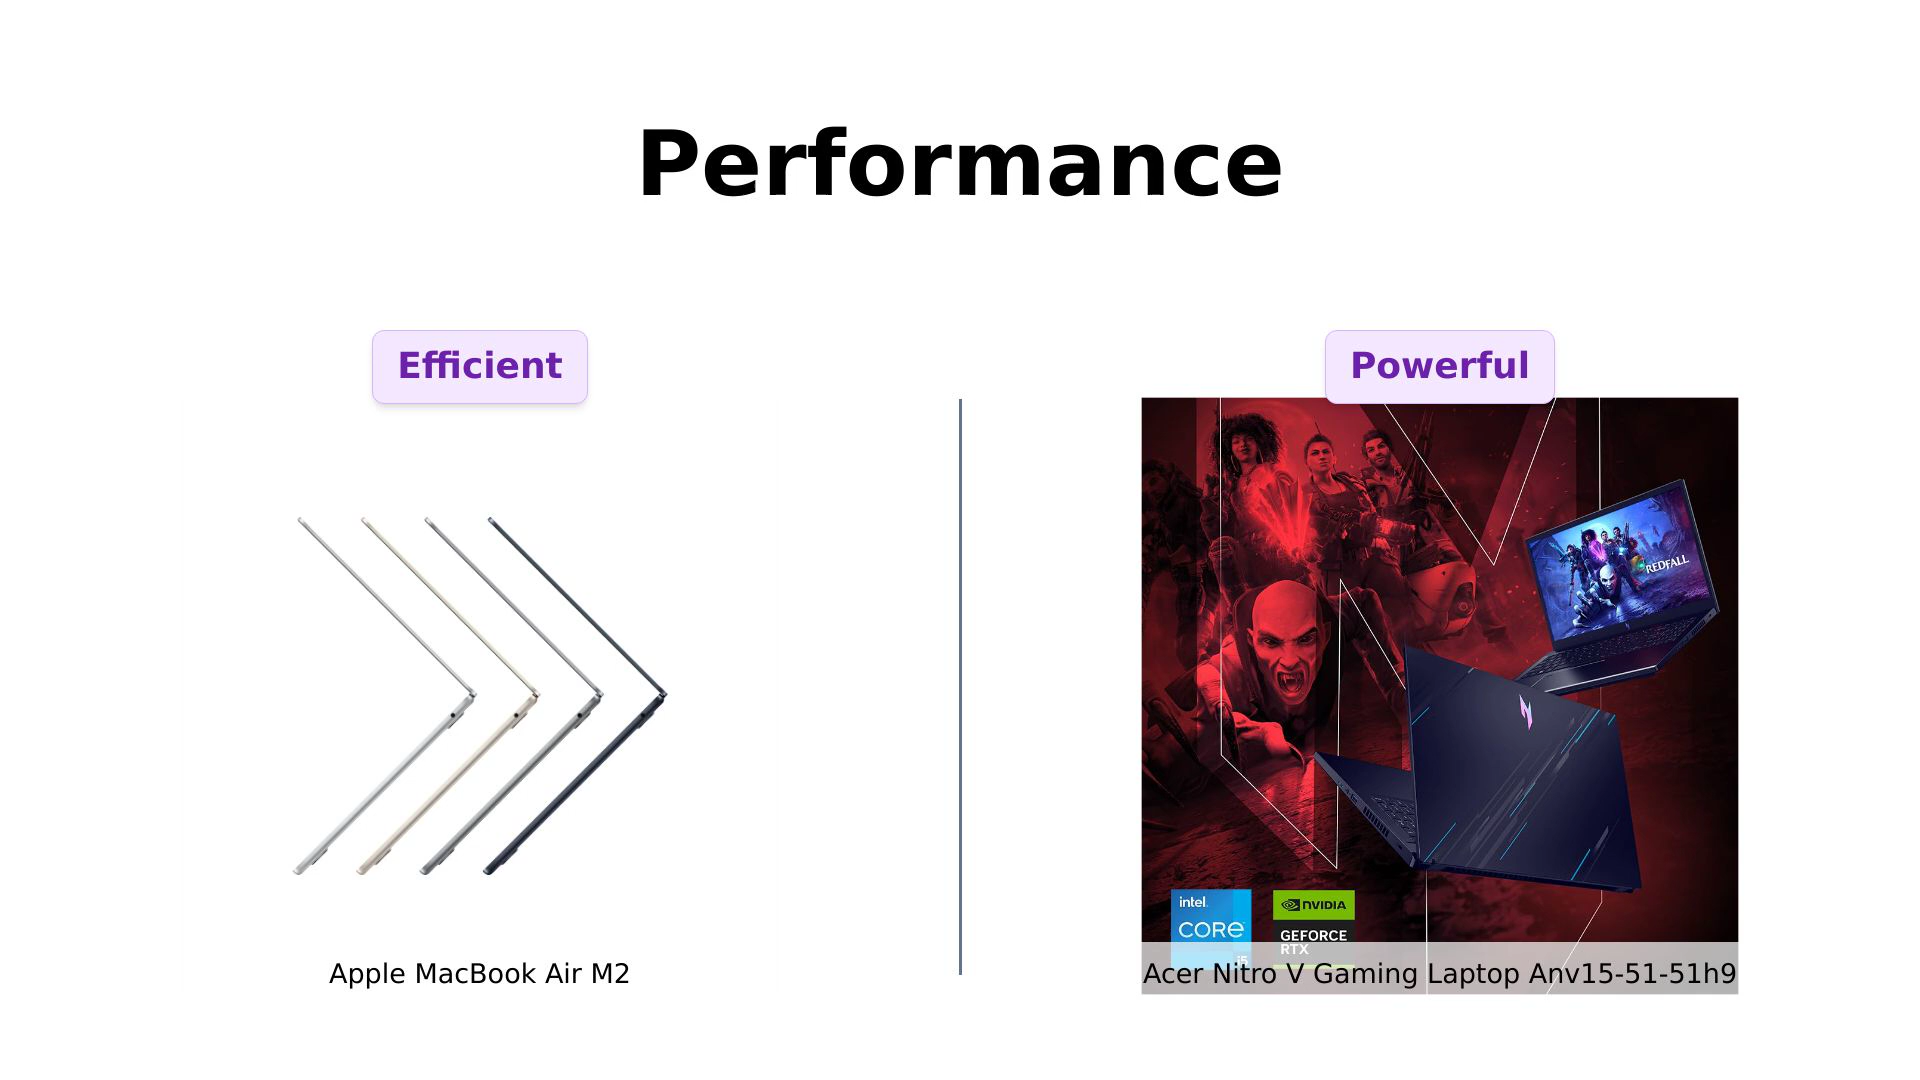 Performance
Efficient
Powerful
REDFALL
intel.
CORE
i5
NVIDIA
GEFORCE
RTX
Apple MacBook Air M2
Acer Nitro V Gaming Laptop Anv15-51-51h9